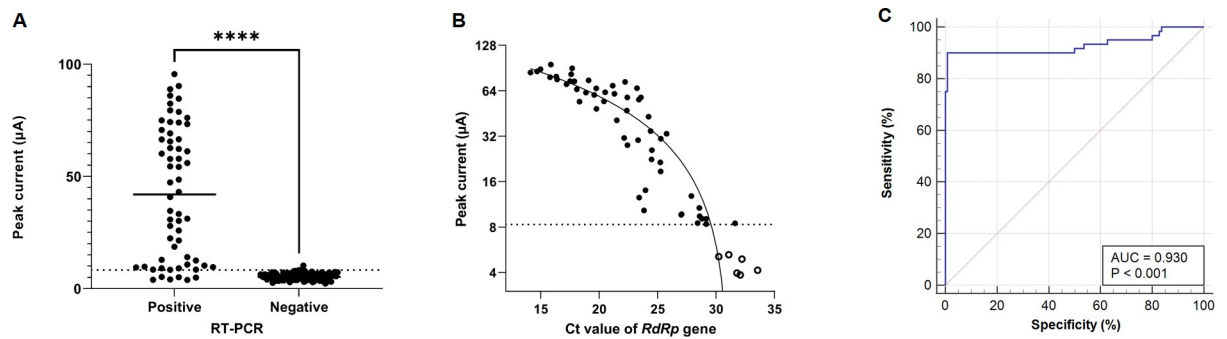 A
****
Peak current (µA)
100
50
0
Positive
Negative
RT-PCR
B
Peak current (µA)
128
64
32
16
8
4
15
20
25
30
35
Ct value of RdRp gene
C
Sensitivity (%)
100
80
60
40
20
0
0
20
40
60
80
100
Specificity (%)
AUC = 0.930
P < 0.001